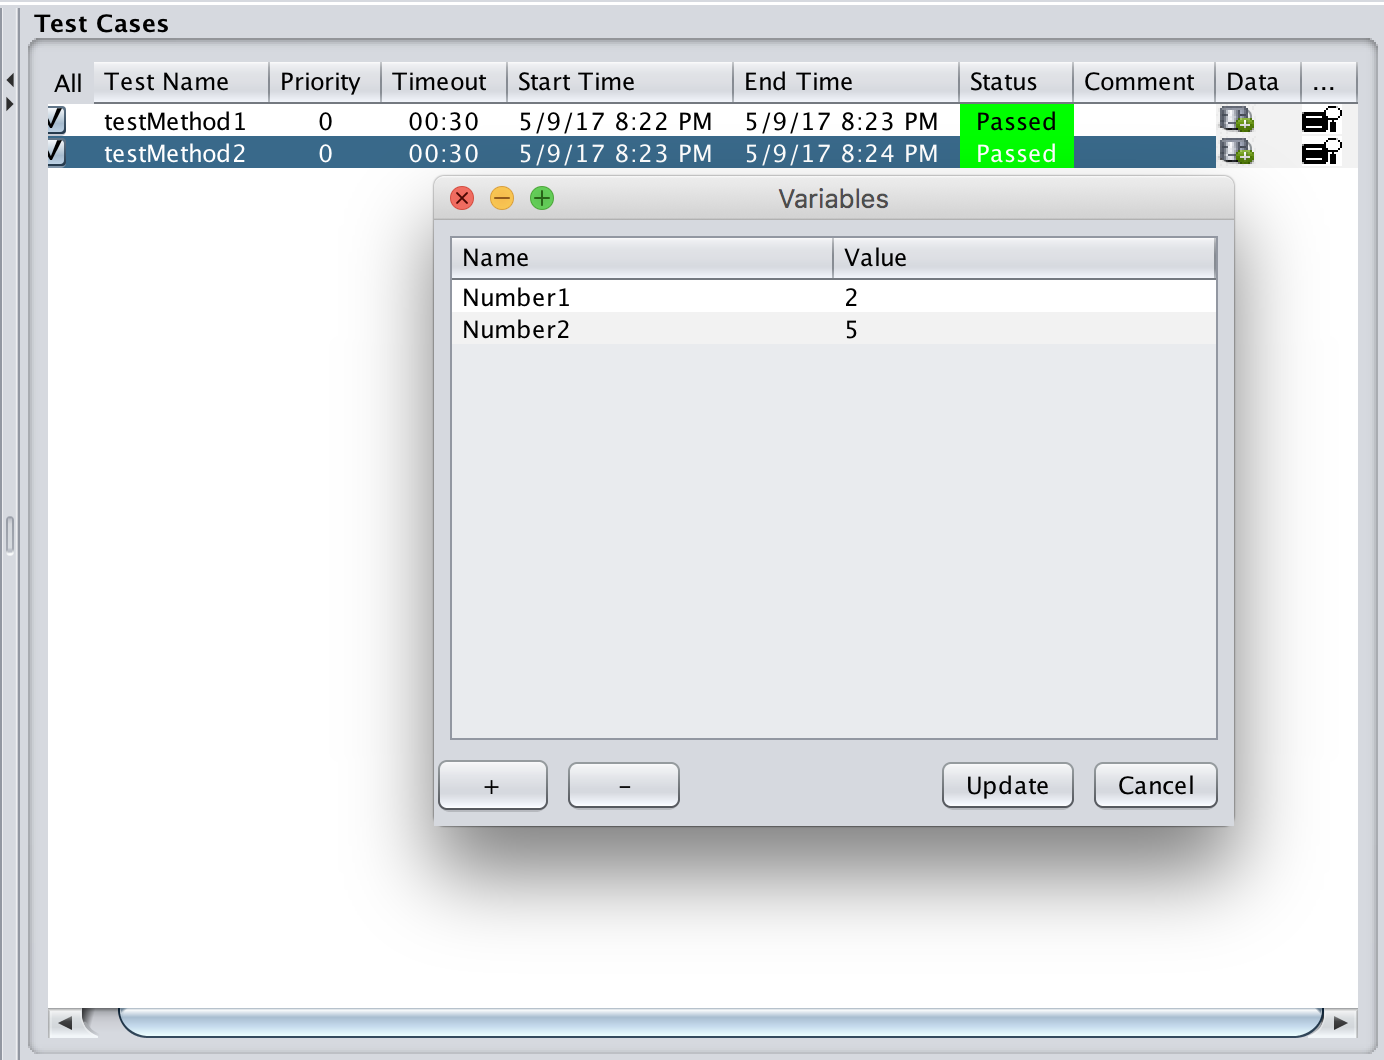 Test Cases
All Test Name Priority Timeout Start Time End Time Status Comment Data ...
testMethod1 0 00:30 5/9/17 8:22 PM 5/9/17 8:23 PM Passed
testMethod2 0 00:30 5/9/17 8:23 PM 5/9/17 8:24 PM Passed
Variables
Name Value
Number1 2
Number2 5
+ - Update Cancel